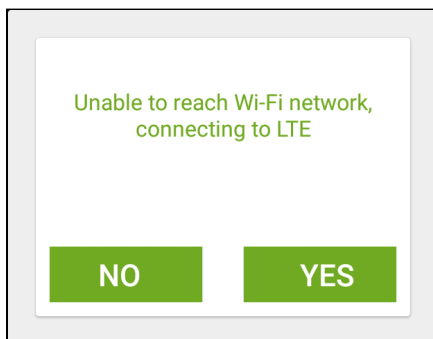 Unable to reach Wi-Fi network,
connecting to LTE
NO
YES